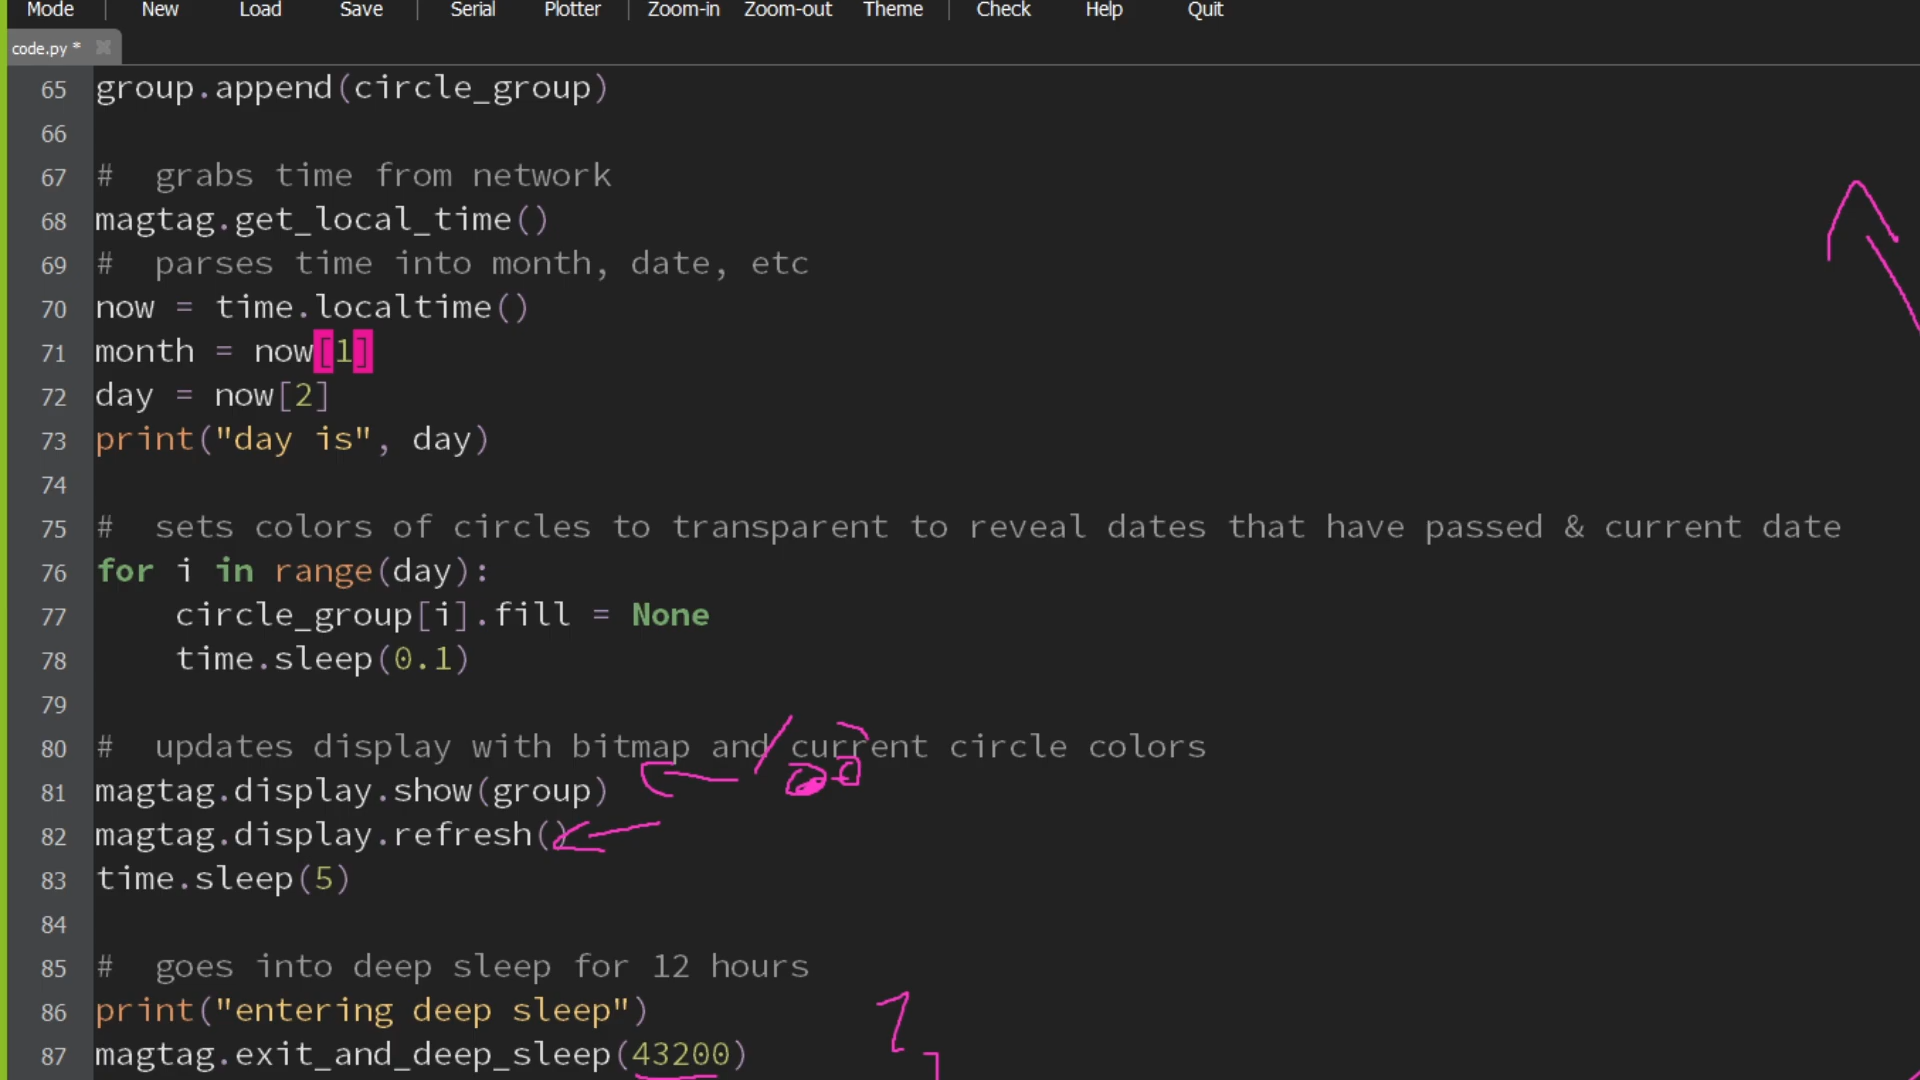 Mode New Load Save Serial Plotter Zoom-in Zoom-out Theme Check Help Quit
code.py *
65 group.append(circle_group)
66
67 #  grabs time from network
68 magtag.get_local_time()
69 #  parses time into month, date, etc
70 now = time.localtime()
71 month = now[1]
72 day = now[2]
73 print("day is", day)
74
75 #  sets colors of circles to transparent to reveal dates that have passed & current date
76 for i in range(day):
77     circle_group[i].fill = None
78     time.sleep(0.1)
79
80 #  updates display with bitmap and current circle colors
81 magtag.display.show(group)
82 magtag.display.refresh()
83 time.sleep(5)
84
85 #  goes into deep sleep for 12 hours
86 print("entering deep sleep")
87 magtag.exit_and_deep_sleep(43200)